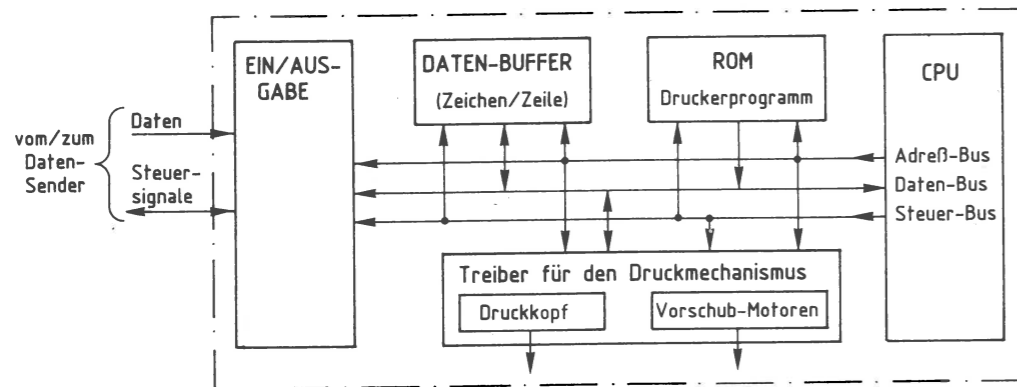 EIN/AUS-
GABE
DATEN-BUFFER
(Zeichen/Zeile)
ROM
Druckerprogramm
CPU
vom/zum
Daten-
Sender
Daten
Steuer-
signale
Adreß-Bus
Daten-Bus
Steuer-Bus
Treiber für den Druckmechanismus
Druckkopf
Vorschub-Motoren